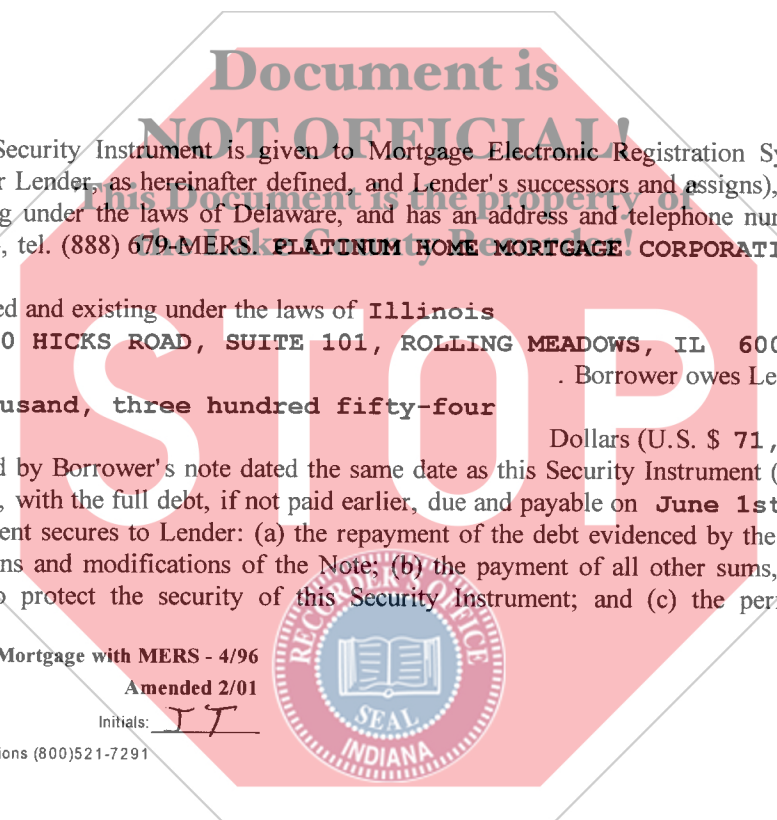 Document is
NOT OFFICIAL!
Security Instrument is given to Mortgage Electronic Registration Sy
r Lender, as hereinafter defined, and Lender's successors and assigns);
This Document is the property of
g under the laws of Delaware, and has an address and telephone nu
, tel. (888) 679-MERS. PLATINUM HOME MORTGAGE CORPORATI
the Lake County Recorder!
ed and existing under the laws of Illinois
0 HICKS ROAD, SUITE 101, ROLLING MEADOWS, IL 600
. Borrower owes Le
usand, three hundred fifty-four
Dollars (U.S. $ 71,
d by Borrower's note dated the same date as this Security Instrument (
, with the full debt, if not paid earlier, due and payable on June 1st
ent secures to Lender: (a) the repayment of the debt evidenced by the
ns and modifications of the Note; (b) the payment of all other sums,
o protect the security of this Security Instrument; and (c) the per
STOP
Mortgage with MERS - 4/96
Amended 2/01
Initials: JT
ions (800)521-7291
RECORDER'S OFFICE
SEAL
INDIANA